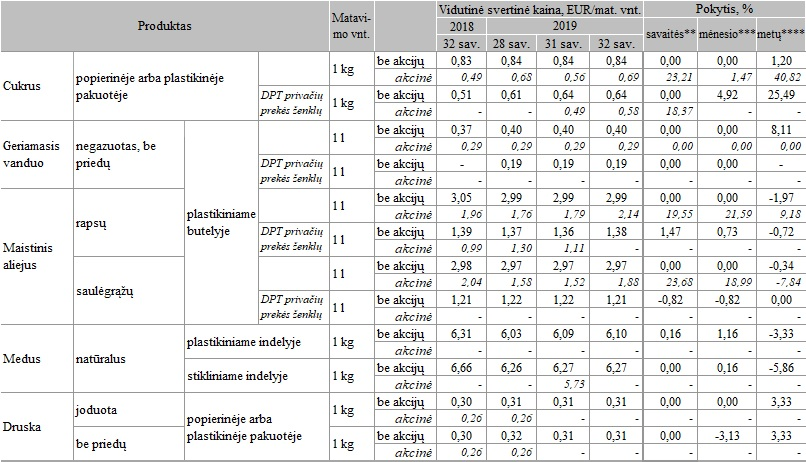 Produktas Matavi- Vidutinė svertinė kaina, EUR/mat. vnt. Pokytis, %
mo vnt. 2018 2019 savaitės** mėnesio*** metų****
32 sav. 28 sav. 31 sav. 32 sav.
Cukrus popierinėje arba plastikinėje pakuotėje 1 kg be akcijų 0,83 0,84 0,84 0,84 0,00 0,00 1,20
akcinė 0,49 0,68 0,56 0,69 23,21 1,47 40,82
DPT privačių prekės ženklų 1 kg be akcijų 0,51 0,61 0,64 0,64 0,00 4,92 25,49
akcinė - - 0,49 0,58 18,37 - -
Geriamasis vanduo negazuotas, be priedų plastikiniame butelyje 1 l be akcijų 0,37 0,40 0,40 0,40 0,00 0,00 8,11
akcinė 0,29 0,29 0,29 0,29 0,00 0,00 0,00
DPT privačių prekės ženklų 1 l be akcijų - 0,19 0,19 0,19 0,00 0,00 -
akcinė - - - - - - -
Maistinis aliejus rapsų 1 l be akcijų 3,05 2,99 2,99 2,99 0,00 0,00 -1,97
akcinė 1,96 1,76 1,79 2,14 19,55 21,59 9,18
DPT privačių prekės ženklų 1 l be akcijų 1,39 1,37 1,36 1,38 1,47 0,73 -0,72
akcinė 0,99 1,30 1,11 - - - -
saulėgrąžų 1 l be akcijų 2,98 2,97 2,97 2,97 0,00 0,00 -0,34
akcinė 2,04 1,58 1,52 1,88 23,68 18,99 -7,84
DPT privačių prekės ženklų 1 l be akcijų 1,21 1,22 1,22 1,21 -0,82 -0,82 0,00
akcinė - - - - - - -
Medus natūralus plastikiniame indelyje 1 kg be akcijų 6,31 6,03 6,09 6,10 0,16 1,16 -3,33
akcinė - - - - - - -
stikliniame indelyje 1 kg be akcijų 6,66 6,26 6,27 6,27 0,00 0,16 -5,86
akcinė - - 5,73 - - - -
Druska joduota popierinėje arba plastikinėje pakuotėje 1 kg be akcijų 0,30 0,31 0,31 0,31 0,00 0,00 3,33
akcinė 0,26 0,26 - - - - -
be priedų 1 kg be akcijų 0,30 0,32 0,31 0,31 0,00 -3,13 3,33
akcinė 0,26 0,26 - - - - -